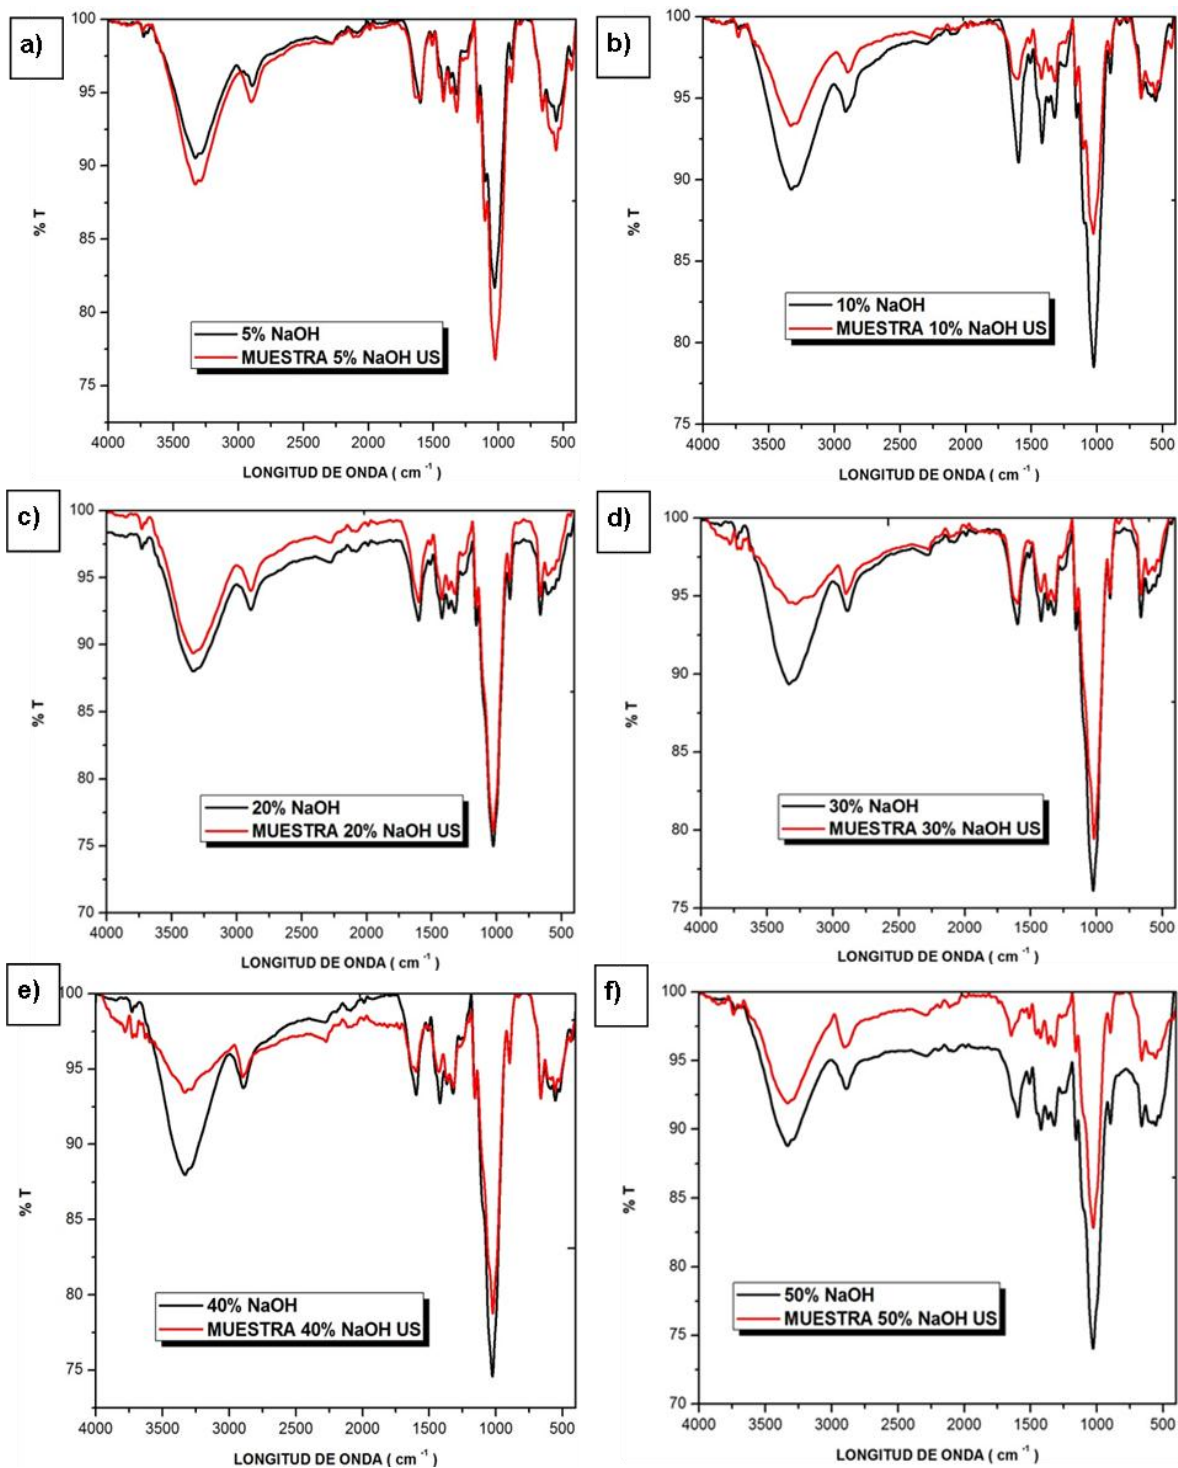 a)
100
95
90
85
80
75
% T
5% NaOH
MUESTRA 5% NaOH US
4000 3500 3000 2500 2000 1500 1000 500
LONGITUD DE ONDA ( cm -1 )
b)
100
95
90
85
80
75
% T
10% NaOH
MUESTRA 10% NaOH US
4000 3500 3000 2500 2000 1500 1000 500
LONGITUD DE ONDA ( cm -1 )
c)
100
95
90
85
80
75
70
% T
20% NaOH
MUESTRA 20% NaOH US
4000 3500 3000 2500 2000 1500 1000 500
LONGITUD DE ONDA ( cm -1 )
d)
100
95
90
85
80
75
% T
30% NaOH
MUESTRA 30% NaOH US
4000 3500 3000 2500 2000 1500 1000 500
LONGITUD DE ONDA ( cm -1 )
e)
100
95
90
85
80
75
% T
40% NaOH
MUESTRA 40% NaOH US
4000 3500 3000 2500 2000 1500 1000 500
LONGITUD DE ONDA ( cm -1 )
f)
100
95
90
85
80
75
70
% T
50% NaOH
MUESTRA 50% NaOH US
4000 3500 3000 2500 2000 1500 1000 500
LONGITUD DE ONDA ( cm -1 )